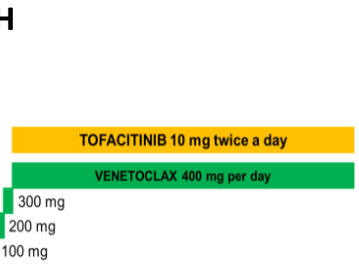 H
TOFACITINIB 10 mg twice a day
VENETOCLAX 400 mg per day
300 mg
200 mg
100 mg